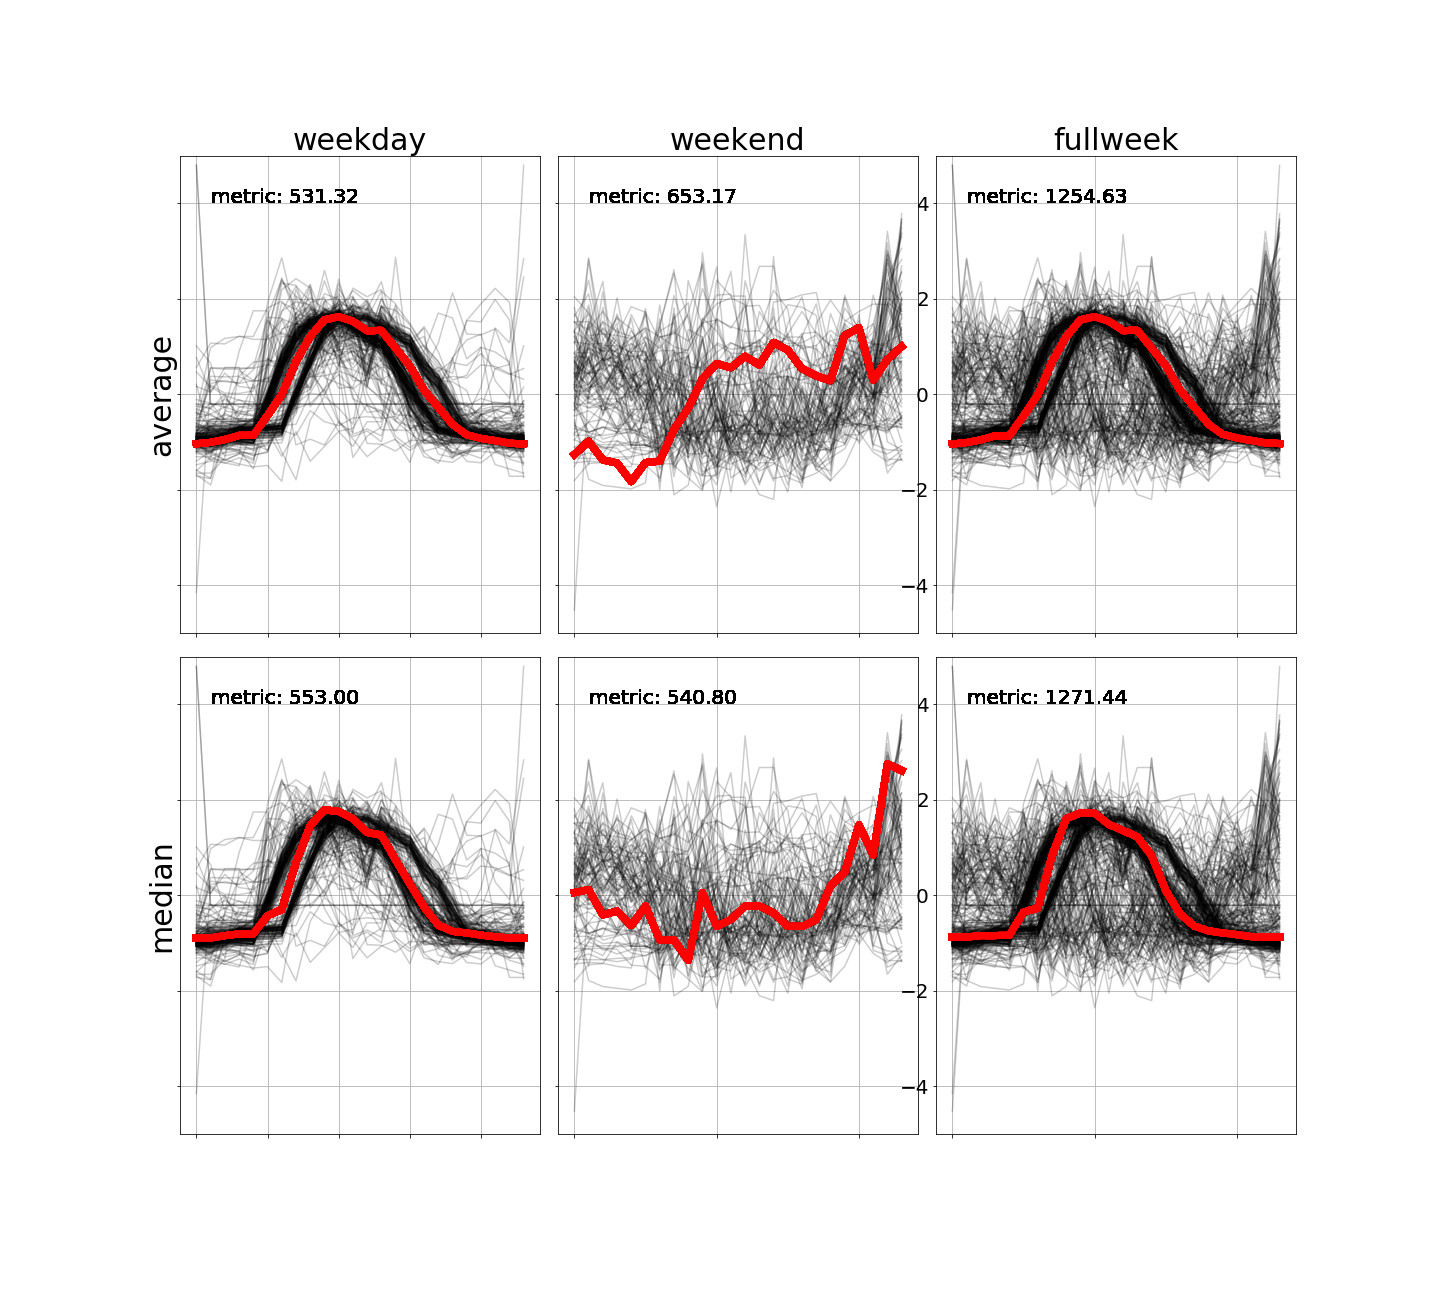 weekday weekend fullweek
average
metric: 531.32
metric: 653.17
metric: 1254.63
4
2
0
−2
−4
median
metric: 553.00
metric: 540.80
metric: 1271.44
4
2
0
−2
−4